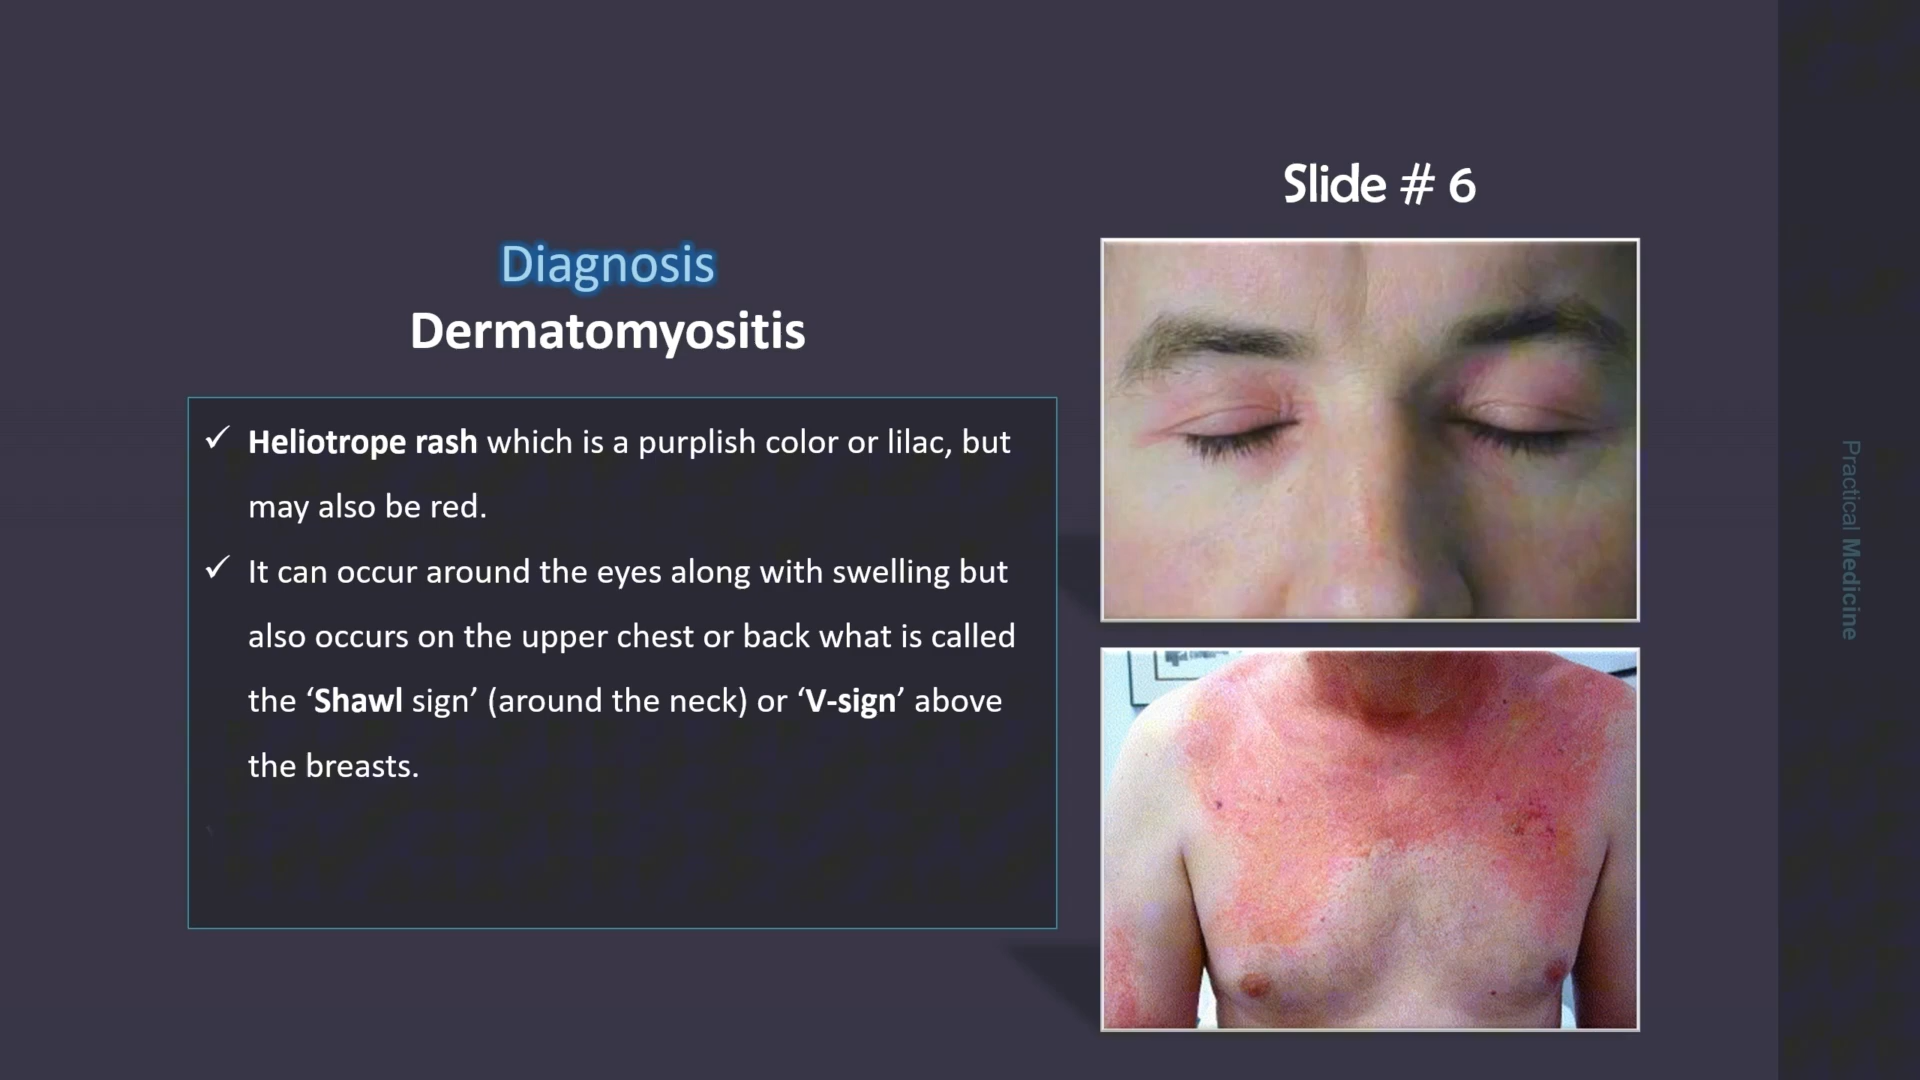 Slide # 6
Diagnosis
Dermatomyositis
✓ Heliotrope rash which is a purplish color or lilac, but
may also be red.
✓ It can occur around the eyes along with swelling but
also occurs on the upper chest or back what is called
the ‘Shawl sign’ (around the neck) or ‘V-sign’ above
the breasts.
Practical Medicine